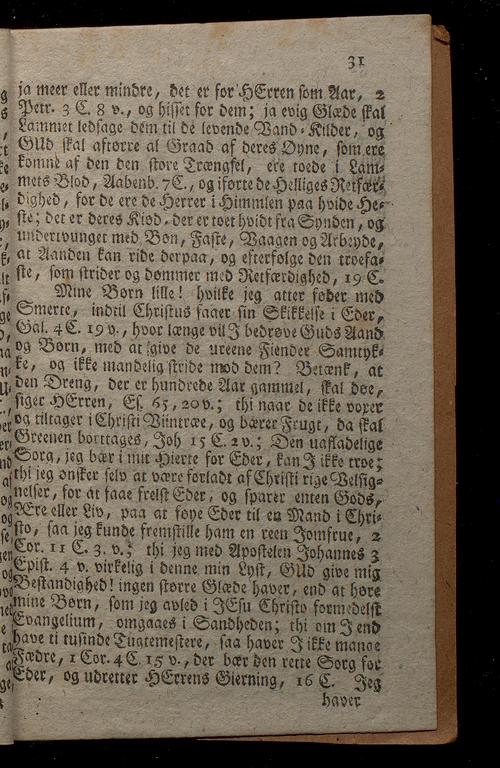 31
ja meer eller mindre, det er for HErren som Aar, 2
Petr. 3 C. 8 v., og hisset for dem; ja evig Glæde skal
Lammet ledsage dem til de levende Vand-Kilder, og
GUd skal aftørre al Graad af deres Øyne, som ere
komne af den den store Trængsel, ere toede i Lam-
mets Blod, Aabenb. 7 C., og iførte de Helliges Retfær-
dighed, for de ere de Herrer i Himmlen paa hvide He-
ste; det er deres Kiød, der er toet hvidt fra Synden, og
undertvunget med Bøn, Faste, Vaagen og Arbeyde,
at Aanden kan ride derpaa, og efterfølge den troefa-
ste, som strider og dømmer med Retfærdighed, 19 C.
Mine Børn lille! hvilke jeg atter føder med
Smerte, indtil Christus faaer sin Skikkelse i Eder,
Gal. 4 C. 19 v., hvor længe vil I bedrøve Guds Aand
og Børn, med at give de ureene Fiender Samtyk-
ke, og ikke mandelig stride mod dem? Betænk, at
den Dreng, der er hundrede Aar gammel, skal døe,
siger HErren, Es. 65, 20 v.; thi naar de ikke voxer
og tiltager i Christi Viintræe, og bærer Frugt, da skal
Greenen borttages, Joh 15 C. 2 v.; Den uafladelige
Sorg, jeg bær i mit Hierte for Eder, kan I ikke troe;
thi jeg ønsker selv at være forladt af Christi rige Velsig-
nelser, for at faae frelst Eder, og sparer enten Gods,
Ære eller Liv, paa at føye Eder til en Mand i Chri-
sto, saa jeg kunde fremstille ham en reen Jomfrue, 2
Cor. 11 C. 3. v.; thi jeg med Apostelen Johannes 3
Epist. 4 v. virkelig i denne min Lyst, GUd give mig
Bestandighed! ingen større Glæde haver, end at høre
mine Børn, som jeg avled i JEsu Christo formedelst
Evangelium, omgaaes i Sandheden; thi om I end
have ti tusinde Tugtemestere, saa haver I ikke mange
Fædre, 1 Cor. 4 C. 15 v., der bær den rette Sorg for
Eder, og udretter HErrens Gierning, 16 C. Jeg
haver